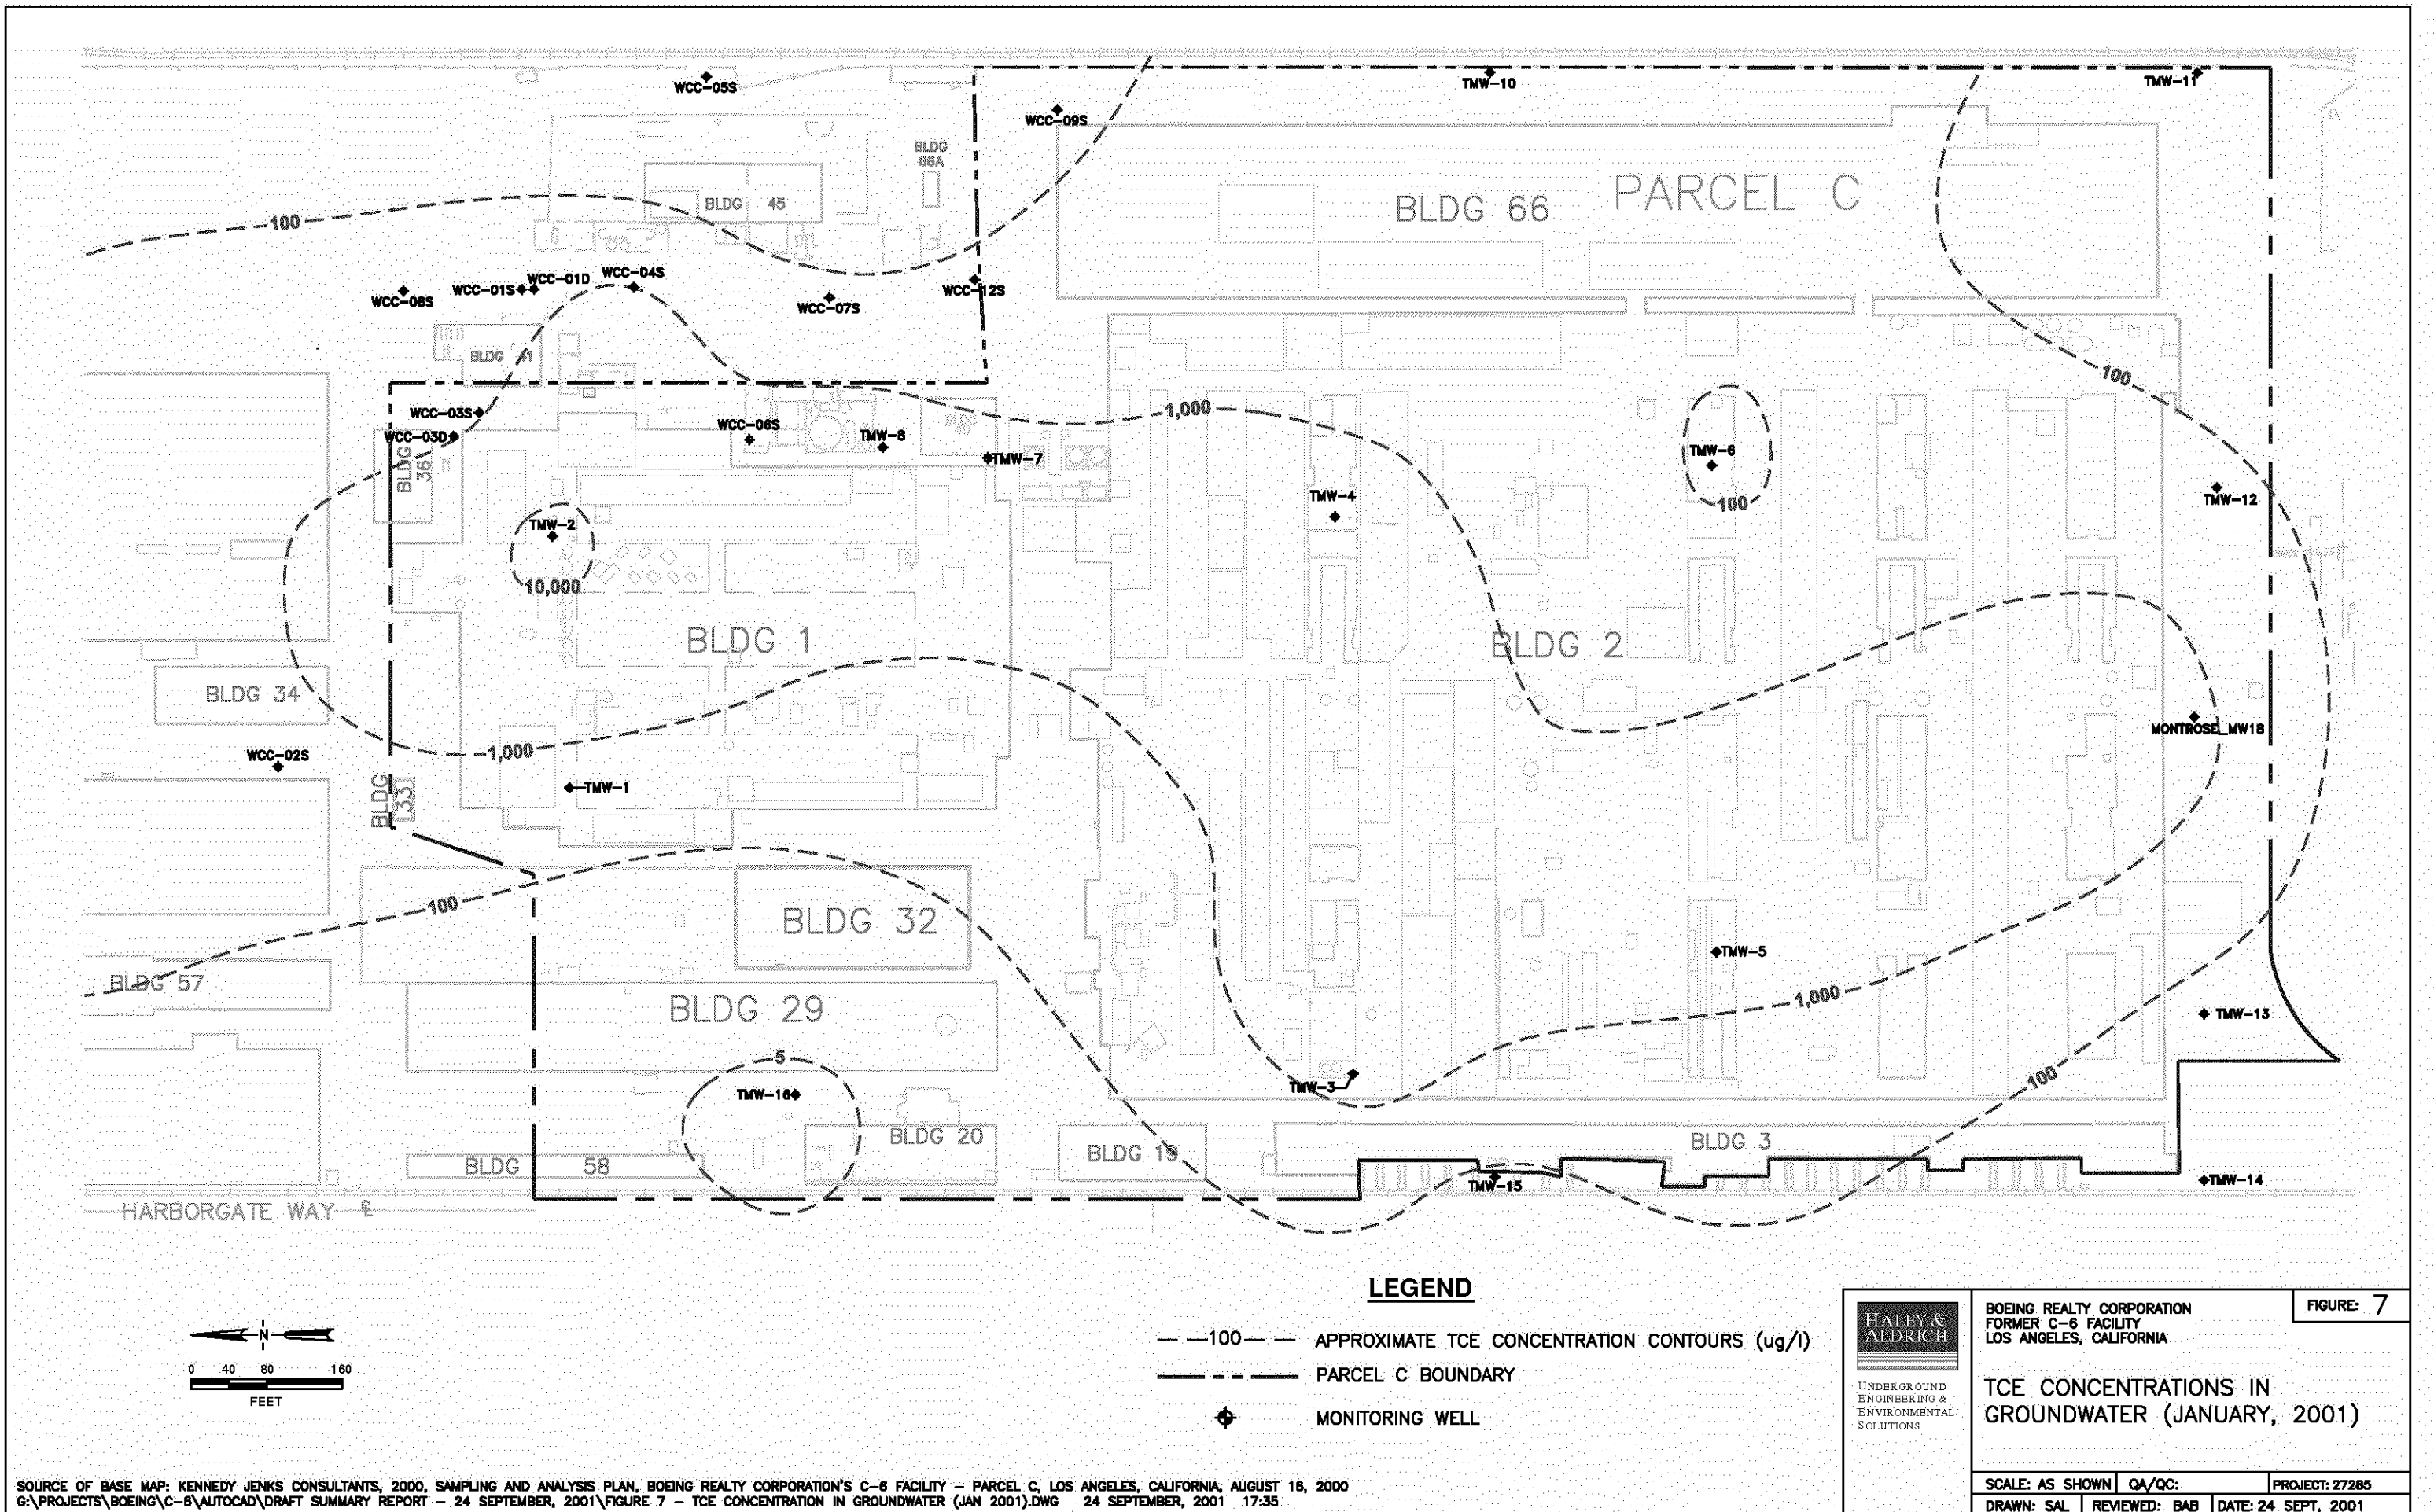 WCC-05S
TMW-10
TMW-11
WCC-09S
BLDG
66A
BLDG 45
BLDG 66
PARCEL C
100
WCC-08S
WCC-01S
WCC-01D
WCC-04S
WCC-07S
WCC-12S
BLDG 41
100
WCC-03S
WCC-03D
WCC-06S
TMW-8
TMW-7
1,000
TMW-6
100
BLDG
36
TMW-4
TMW-12
TMW-2
10,000
BLDG 1
BLDG 2
BLDG 34
MONTROSE_MW18
WCC-02S
1,000
BLDG
33
TMW-1
100
BLDG 32
TMW-5
BLDG 57
BLDG 29
1,000
TMW-13
5
TMW-16
TMW-3
100
BLDG 20
BLDG 19
BLDG 3
BLDG 58
TMW-15
TMW-14
HARBORGATE WAY
LEGEND
N
0 40 80 160
FEET
100 APPROXIMATE TCE CONCENTRATION CONTOURS (ug/l)
PARCEL C BOUNDARY
MONITORING WELL
HALEY &
ALDRICH
UNDERGROUND
ENGINEERING &
ENVIRONMENTAL
SOLUTIONS
BOEING REALTY CORPORATION
FORMER C-6 FACILITY
LOS ANGELES, CALIFORNIA
FIGURE: 7
TCE CONCENTRATIONS IN
GROUNDWATER (JANUARY, 2001)
SCALE: AS SHOWN QA/QC: PROJECT: 27285
DRAWN: SAL REVIEWED: BAB DATE: 24 SEPT, 2001
SOURCE OF BASE MAP: KENNEDY JENKS CONSULTANTS, 2000, SAMPLING AND ANALYSIS PLAN, BOEING REALTY CORPORATION'S C-6 FACILITY - PARCEL C, LOS ANGELES, CALIFORNIA, AUGUST 18, 2000
G:\PROJECTS\BOEING\C-6\AUTOCAD\DRAFT SUMMARY REPORT - 24 SEPTEMBER, 2001\FIGURE 7 - TCE CONCENTRATION IN GROUNDWATER (JAN 2001).DWG 24 SEPTEMBER, 2001 17:35